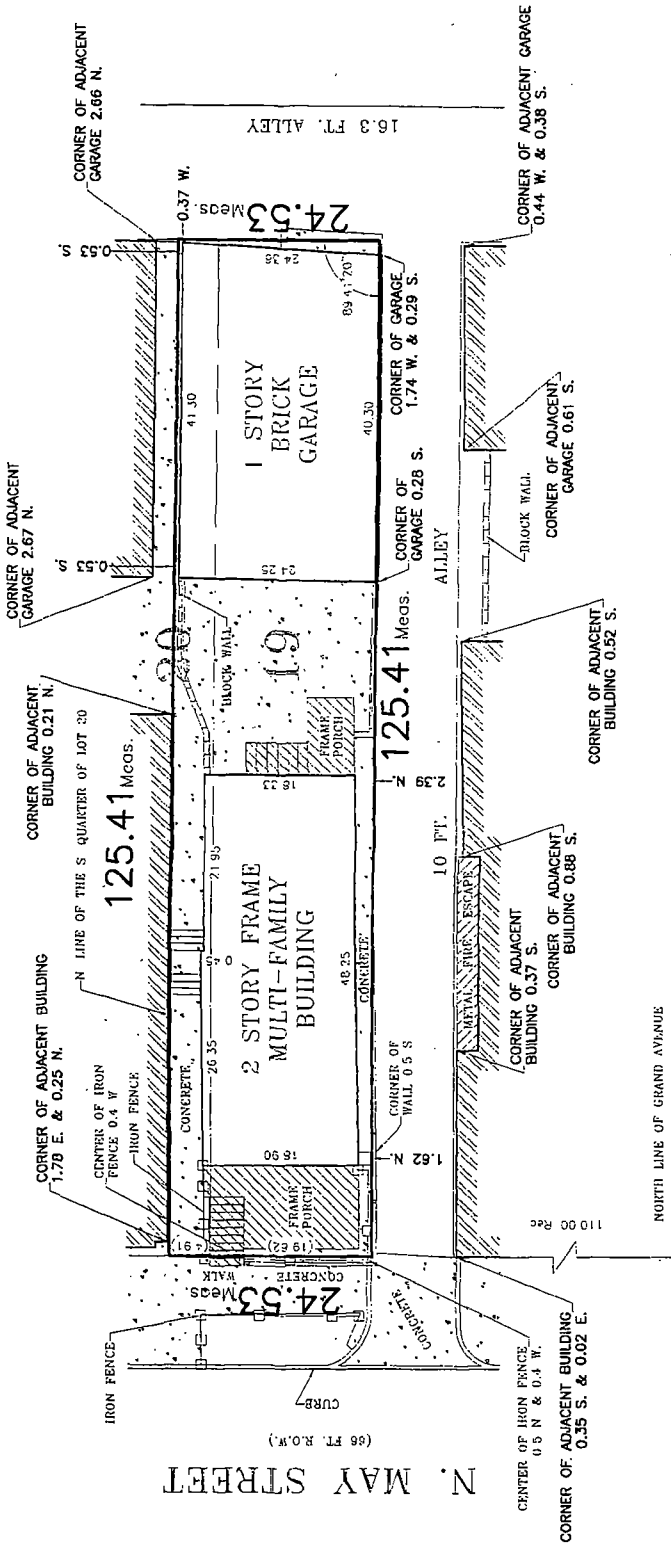 CORNER OF ADJACENT BUILDING
1.78 E. & 0.25 N.
CENTER OF IRON
FENCE 0.4 W
IRON FENCE
N LINE OF THE S QUARTER OF LOT 20
125.41 Meas.
CORNER OF ADJACENT
BUILDING 0.21 N.
CORNER OF ADJACENT
GARAGE 2.67 N.
CORNER OF ADJACENT
GARAGE 2.66 N.
0.53 S.
0.53 S.
0.37 W.
IRON FENCE
CURB
(66 FT. R.O.W.)
N. MAY STREET
CONCRETE
WALK
24.53 Meas.
(4.91)
(19.62)
CONCRETE
CONCRETE
FRAME
PORCH
18.90
26.35
0.45
21.95
2 STORY FRAME
MULTI-FAMILY
BUILDING
48.25
CONCRETE
18.33
FRAME
PORCH
BLOCK WALL
20
19
24.25
41.30
1 STORY
BRICK
GARAGE
40.30
24.36
89°41'20"
24.53 Meas.
16.3 FT. ALLEY
CORNER OF
WALL 0.5 S
1.62 N.
2.39 N.
125.41 Meas.
CORNER OF
GARAGE 0.28 S.
CORNER OF GARAGE
1.74 W. & 0.29 S.
10 FT. ALLEY
CENTER OF IRON FENCE
0.5 N & 0.4 W.
CORNER OF ADJACENT BUILDING
0.35 S. & 0.02 E.
110.00 Rec
METAL FIRE ESCAPE
CORNER OF ADJACENT
BUILDING 0.37 S.
CORNER OF ADJACENT
BUILDING 0.88 S.
CORNER OF ADJACENT
BUILDING 0.52 S.
BLOCK WALL
CORNER OF ADJACENT
GARAGE 0.61 S.
CORNER OF ADJACENT GARAGE
0.44 W. & 0.38 S.
NORTH LINE OF GRAND AVENUE